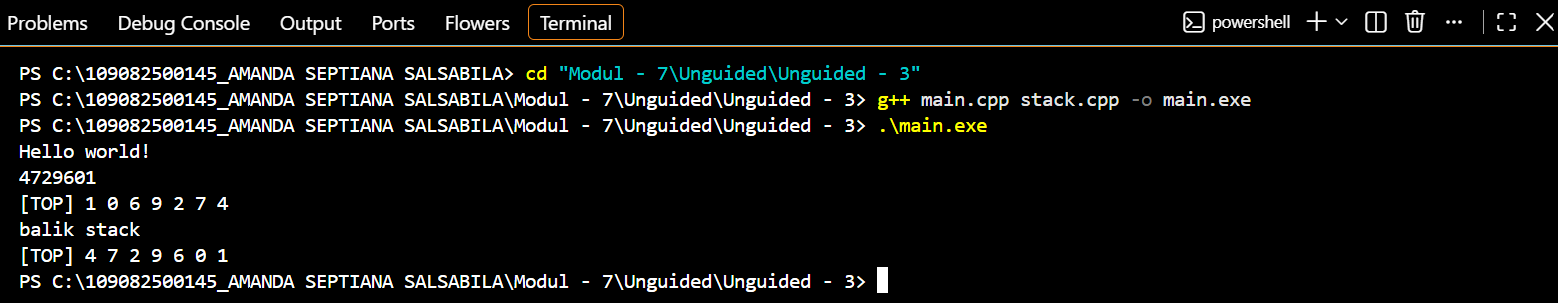 Problems Debug Console Output Ports Flowers Terminal powershell
PS C:\109082500145_AMANDA SEPTIANA SALSABILA> cd "Modul - 7\Unguided\Unguided - 3"
PS C:\109082500145_AMANDA SEPTIANA SALSABILA\Modul - 7\Unguided\Unguided - 3> g++ main.cpp stack.cpp -o main.exe
PS C:\109082500145_AMANDA SEPTIANA SALSABILA\Modul - 7\Unguided\Unguided - 3> .\main.exe
Hello world!
4729601
[TOP] 1 0 6 9 2 7 4
balik stack
[TOP] 4 7 2 9 6 0 1
PS C:\109082500145_AMANDA SEPTIANA SALSABILA\Modul - 7\Unguided\Unguided - 3>